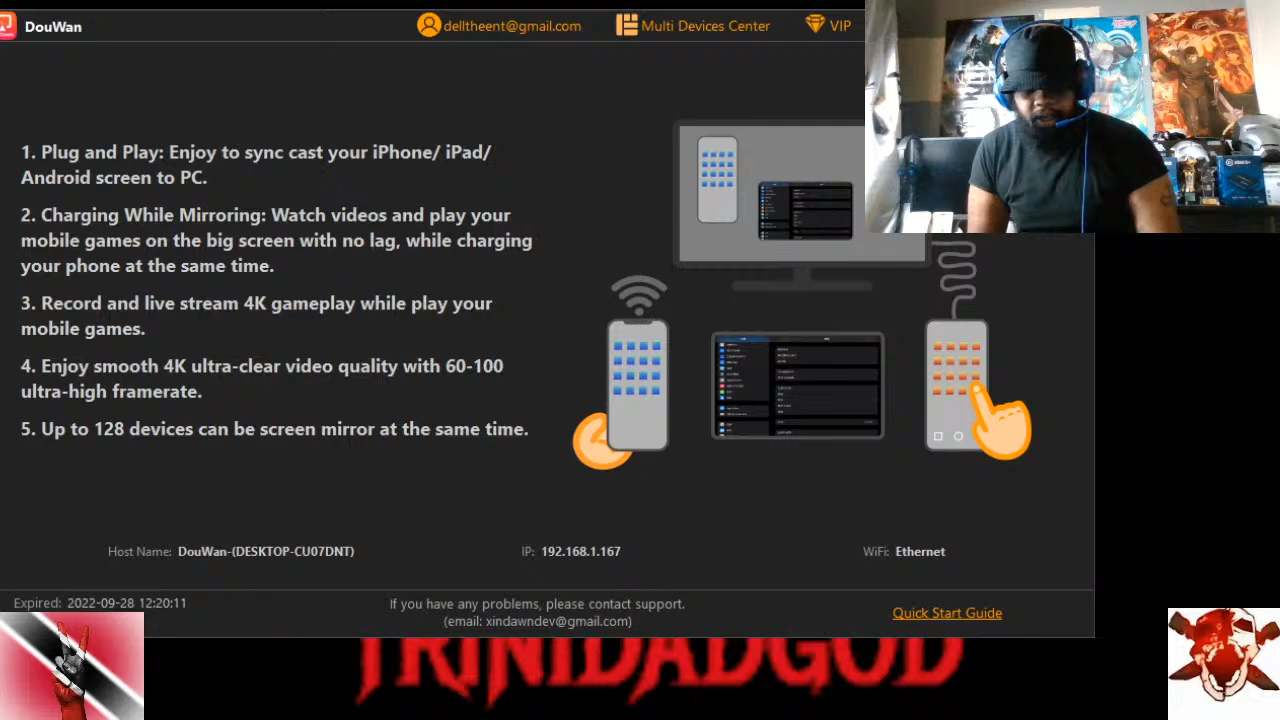 DouWan
delltheent@gmail.com
Multi Devices Center
VIP
1. Plug and Play: Enjoy to sync cast your iPhone/ iPad/
Android screen to PC.
2. Charging While Mirroring: Watch videos and play your
mobile games on the big screen with no lag, while charging
your phone at the same time.
3. Record and live stream 4K gameplay while play your
mobile games.
4. Enjoy smooth 4K ultra-clear video quality with 60-100
ultra-high framerate.
5. Up to 128 devices can be screen mirror at the same time.
Host Name: DouWan-(DESKTOP-CU07DNT)
IP: 192.168.1.167
WiFi: Ethernet
Expired: 2022-09-28 12:20:11
If you have any problems, please contact support.
(email: xindawndev@gmail.com)
Quick Start Guide
TRINIDADGOD